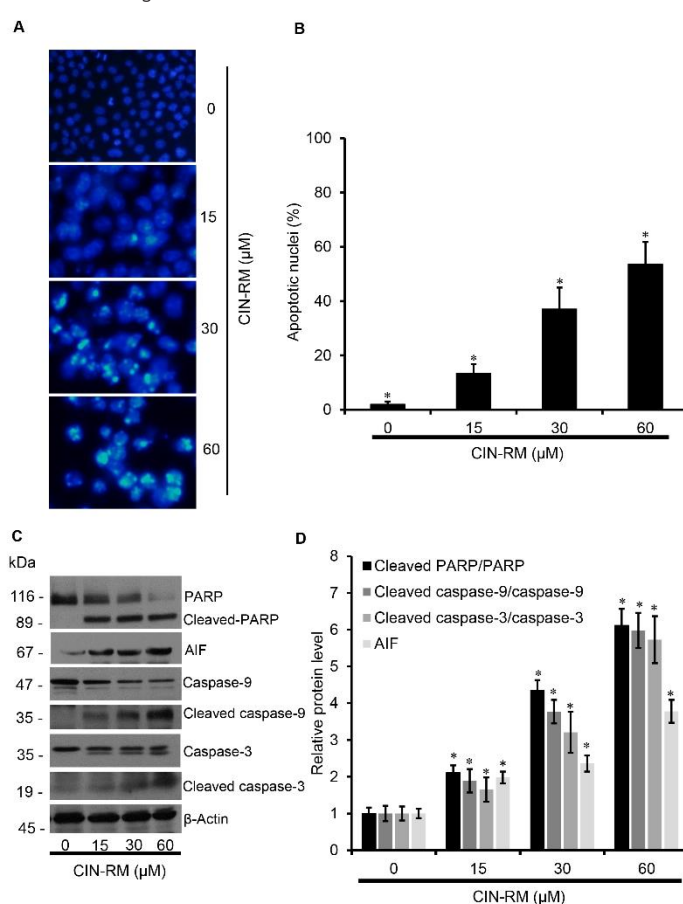 A
0
15
30
60
CIN-RM (µM)
B
100
80
60
40
20
0
Apoptotic nuclei (%)
*
*
*
*
0 15 30 60
CIN-RM (µM)
C
kDa
116 - PARP
89 - Cleaved-PARP
67 - AIF
47 - Caspase-9
35 - Cleaved caspase-9
35 - Caspase-3
19 - Cleaved caspase-3
45 - β-Actin
0 15 30 60
CIN-RM (µM)
D
8
7
6
5
4
3
2
1
0
Relative protein level
Cleaved PARP/PARP
Cleaved caspase-9/caspase-9
Cleaved caspase-3/caspase-3
AIF
* * * *
* * * *
* * * *
0 15 30 60
CIN-RM (µM)